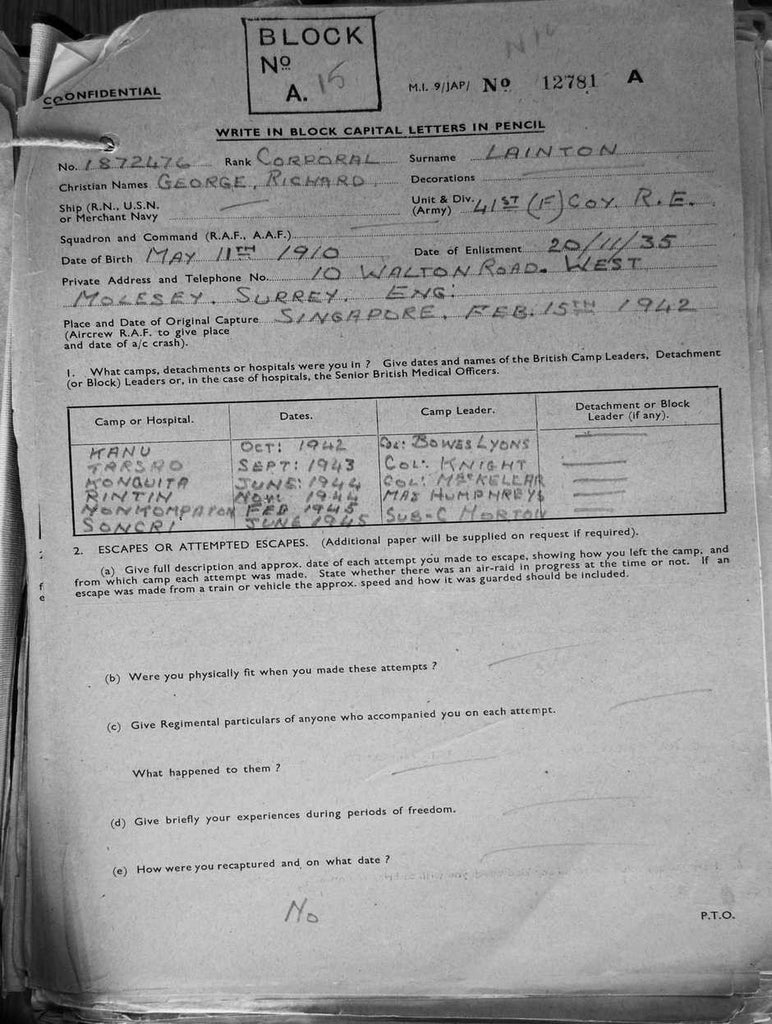 BLOCK
No
A. 15
COONFIDENTIAL
M.I. 9/JAP/ No 12781 A
WRITE IN BLOCK CAPITAL LETTERS IN PENCIL
No. 1872476 Rank CORPORAL Surname LAINTON
Christian Names GEORGE, RICHARD, Decorations
Ship (R.N., U.S.N. or Merchant Navy
Unit & Div. (Army) 41ST (F) COY. R.E.
Squadron and Command (R.A.F., A.A.F.)
Date of Birth MAY 11TH 1910 Date of Enlistment 20/11/35
Private Address and Telephone No. 10 WALTON ROAD. WEST
MOLESEY. SURREY. ENG:
Place and Date of Original Capture SINGAPORE, FEB. 15TH 1942
(Aircrew R.A.F. to give place
and date of a/c crash).
1. What camps, detachments or hospitals were you in ? Give dates and names of the British Camp Leaders, Detachment
(or Block) Leaders or, in the case of hospitals, the Senior British Medical Officers.
Camp or Hospital. Dates. Camp Leader. Detachment or Block Leader (if any).
KANU OCT: 1942 BOWES LYONS
TARSAO SEPT: 1943 COL: KNIGHT
KONQUITA JUNE: 1944 COL: MACKELLAR
RINTIN NOV: 1944 MAJ HUMPHREYS
NONKOMPATON FEB 1945 SUB-C MORTON
SONCRI JUNE 1945
2. ESCAPES OR ATTEMPTED ESCAPES. (Additional paper will be supplied on request if required).
(a) Give full description and approx. date of each attempt you made to escape, showing how you left the camp, and
from which camp each attempt was made. State whether there was an air-raid in progress at the time or not. If an
escape was made from a train or vehicle the approx. speed and how it was guarded should be included.
(b) Were you physically fit when you made these attempts ?
(c) Give Regimental particulars of anyone who accompanied you on each attempt.
What happened to them ?
(d) Give briefly your experiences during periods of freedom.
(e) How were you recaptured and on what date ?
No
P.T.O.